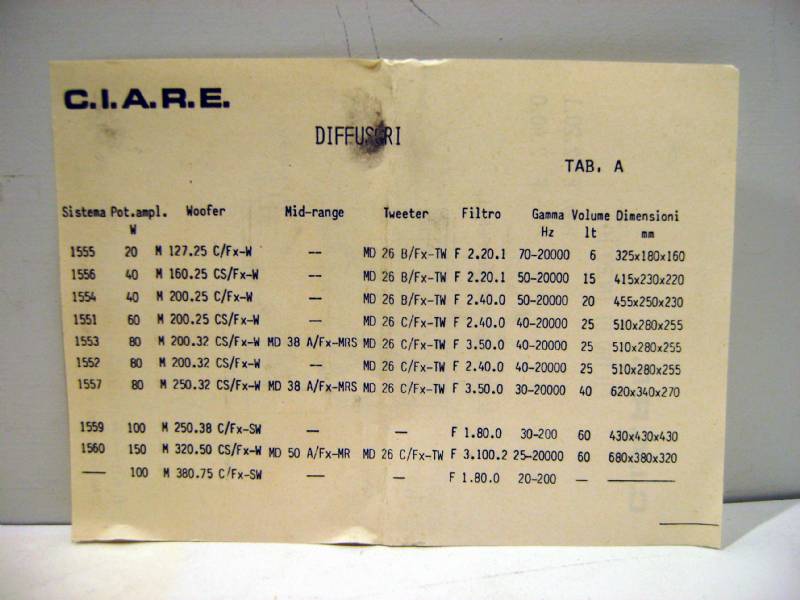 C.I.A.R.E.
DIFFUSORI
TAB. A
Sistema Pot.ampl. Woofer Mid-range Tweeter Filtro Gamma Volume Dimensioni
W Hz lt mm
1555 20 M 127.25 C/Fx-W -- MD 26 B/Fx-TW F 2.20.1 70-20000 6 325x180x160
1556 40 M 160.25 CS/Fx-W -- MD 26 B/Fx-TW F 2.20.1 50-20000 15 415x230x220
1554 40 M 200.25 C/Fx-W -- MD 26 B/Fx-TW F 2.40.0 50-20000 20 455x250x230
1551 60 M 200.25 CS/Fx-W -- MD 26 C/Fx-TW F 2.40.0 40-20000 25 510x280x255
1553 80 M 200.32 CS/Fx-W MD 38 A/Fx-MRS MD 26 C/Fx-TW F 3.50.0 40-20000 25 510x280x255
1552 80 M 200.32 CS/Fx-W -- MD 26 C/Fx-TW F 2.40.0 40-20000 25 510x280x255
1557 80 M 250.32 CS/Fx-W MD 38 A/Fx-MRS MD 26 C/Fx-TW F 3.50.0 30-20000 40 620x340x270
1559 100 M 250.38 C/Fx-SW -- -- F 1.80.0 30-200 60 430x430x430
1560 150 M 320.50 CS/Fx-W MD 50 A/Fx-MR MD 26 C/Fx-TW F 3.100.2 25-20000 60 680x380x320
-- 100 M 380.75 C/Fx-SW -- -- F 1.80.0 20-200 -- --